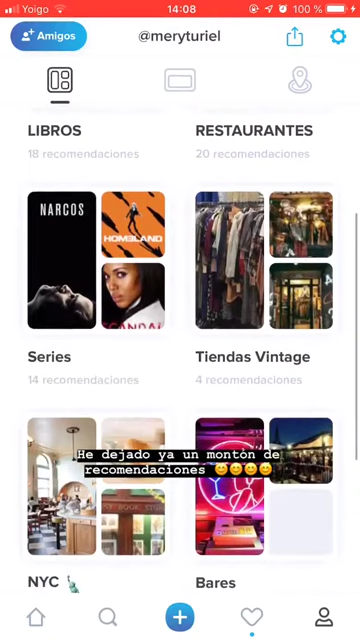 Yoigo 14:08 100 %
Amigos @meryturiel
LIBROS RESTAURANTES
18 recomendaciones 20 recomendaciones
NARCOS
HOMELAND
SCANDAL
Series Tiendas Vintage
14 recomendaciones 4 recomendaciones
He dejado ya un montón de
recomendaciones 😊😊😊😊
NYC 🗽 Bares